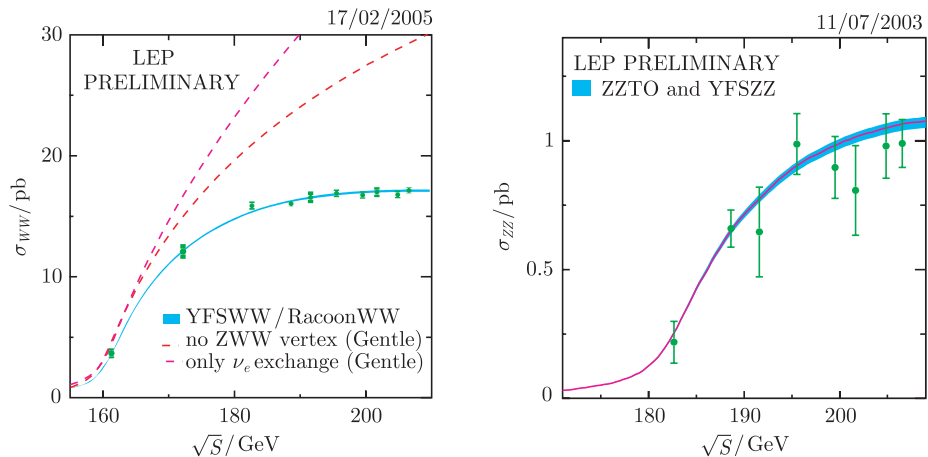 17/02/2005
30
LEP
PRELIMINARY
20
σ_WW / pb
10
YFSWW / RacoonWW
no ZWW vertex (Gentle)
only ν_e exchange (Gentle)
0
160 180 200
√S / GeV
11/07/2003
LEP PRELIMINARY
ZZTO and YFSZZ
1
σ_ZZ / pb
0.5
0
180 190 200
√S / GeV